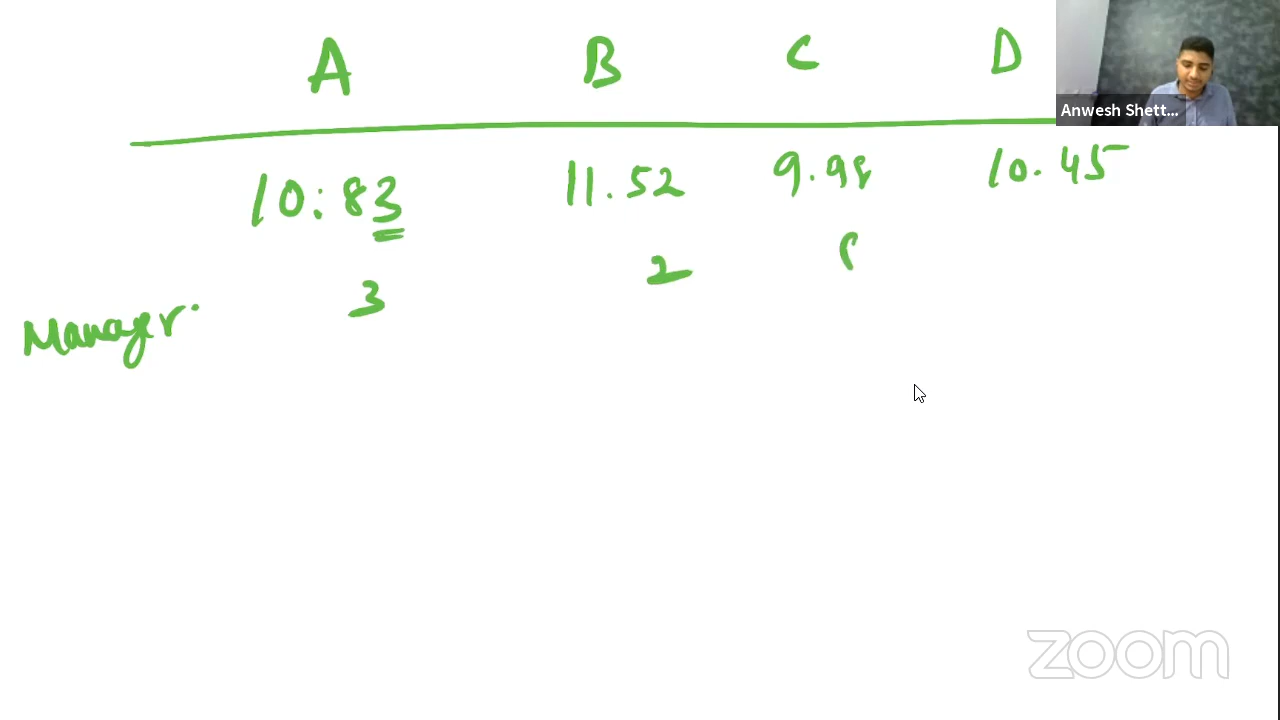 A B C D
Anwesh Shett...
10:83 11.52 9.98 10.45
3 2
Manager
zoom